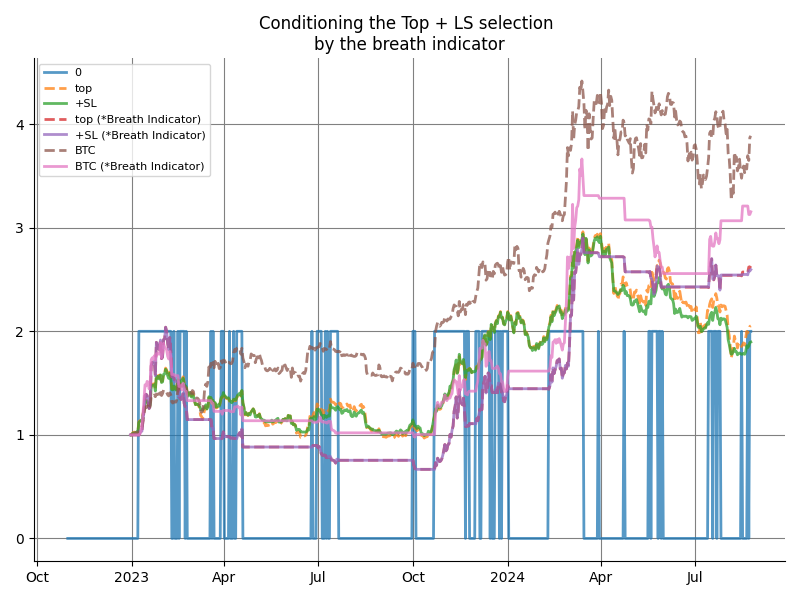 Conditioning the Top + LS selection
by the breath indicator
0
top
+SL
top (*Breath Indicator)
+SL (*Breath Indicator)
BTC
BTC (*Breath Indicator)
4
3
2
1
0
Oct
2023
Apr
Jul
Oct
2024
Apr
Jul